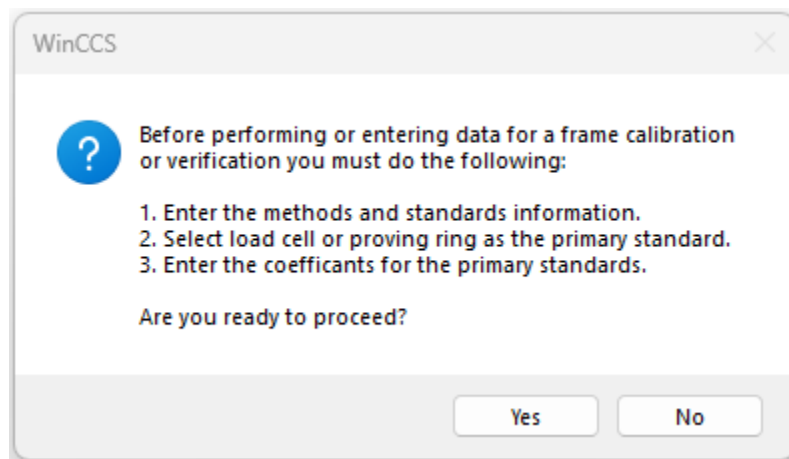 WinCCS
?
Before performing or entering data for a frame calibration
or verification you must do the following:
1. Enter the methods and standards information.
2. Select load cell or proving ring as the primary standard.
3. Enter the coefficants for the primary standards.
Are you ready to proceed?
Yes
No